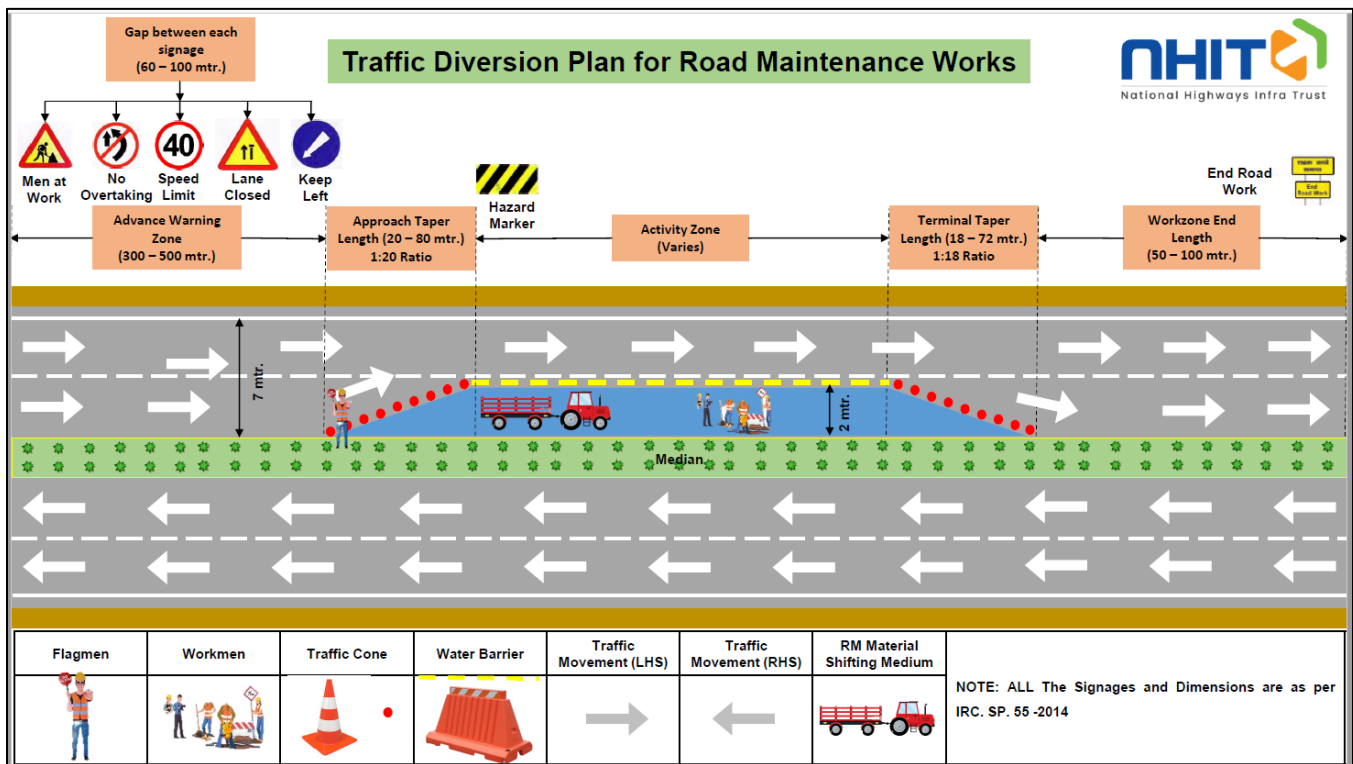 Gap between each
signage
(60 – 100 mtr.)
Traffic Diversion Plan for Road Maintenance Works
NHIT
National Highways Infra Trust
40
Men at
Work
No
Overtaking
Speed
Limit
Lane
Closed
Keep
Left
Hazard
Marker
End Road
Work
End
Road Work
Advance Warning
Zone
(300 – 500 mtr.)
Approach Taper
Length (20 – 80 mtr.)
1:20 Ratio
Activity Zone
(Varies)
Terminal Taper
Length (18 – 72 mtr.)
1:18 Ratio
Workzone End
Length
(50 – 100 mtr.)
7 mtr.
2 mtr.
Median
Flagmen
Workmen
Traffic Cone
Water Barrier
Traffic
Movement (LHS)
Traffic
Movement (RHS)
RM Material
Shifting Medium
NOTE: ALL The Signages and Dimensions are as per
IRC. SP. 55 -2014